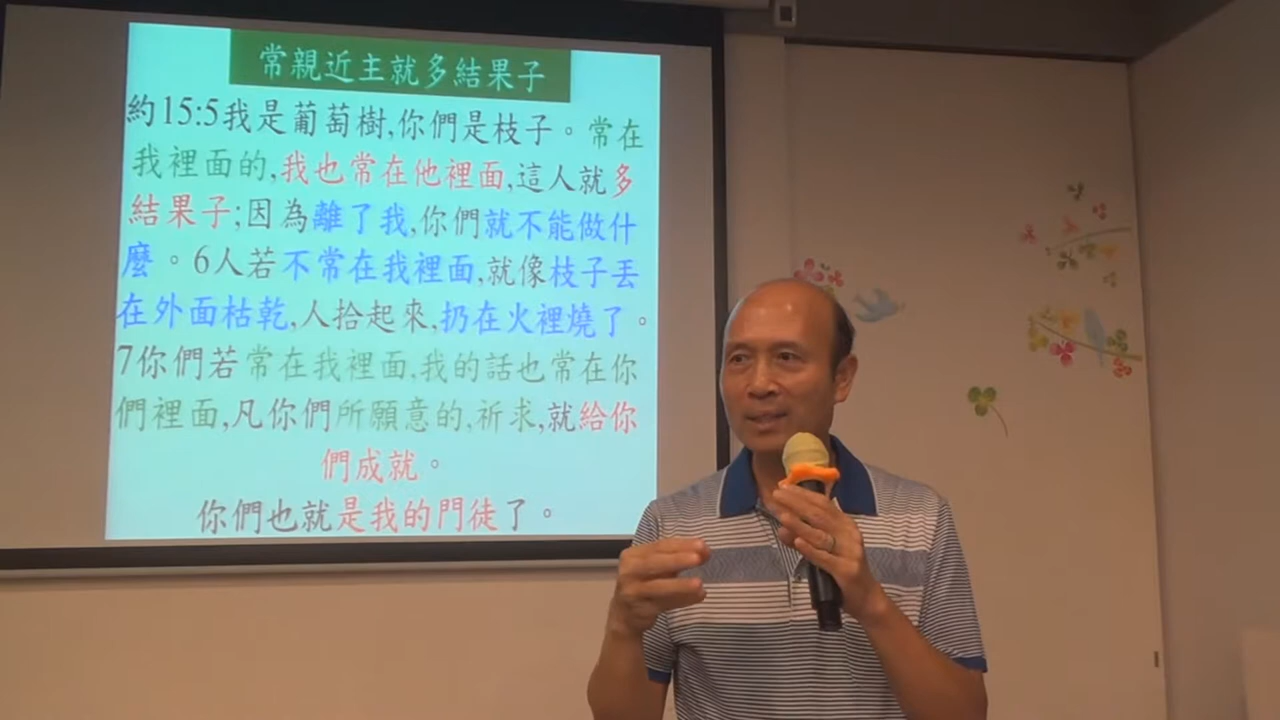 常親近主就多結果子
約15:5我是葡萄樹,你們是枝子。常在
我裡面的,我也常在他裡面,這人就多
結果子;因為離了我,你們就不能做什
麼。6人若不常在我裡面,就像枝子丟
在外面枯乾,人拾起來,扔在火裡燒了。
7你們若常在我裡面,我的話也常在你
們裡面,凡你們所願意的,祈求,就給你
們成就。
你們也就是我的門徒了。